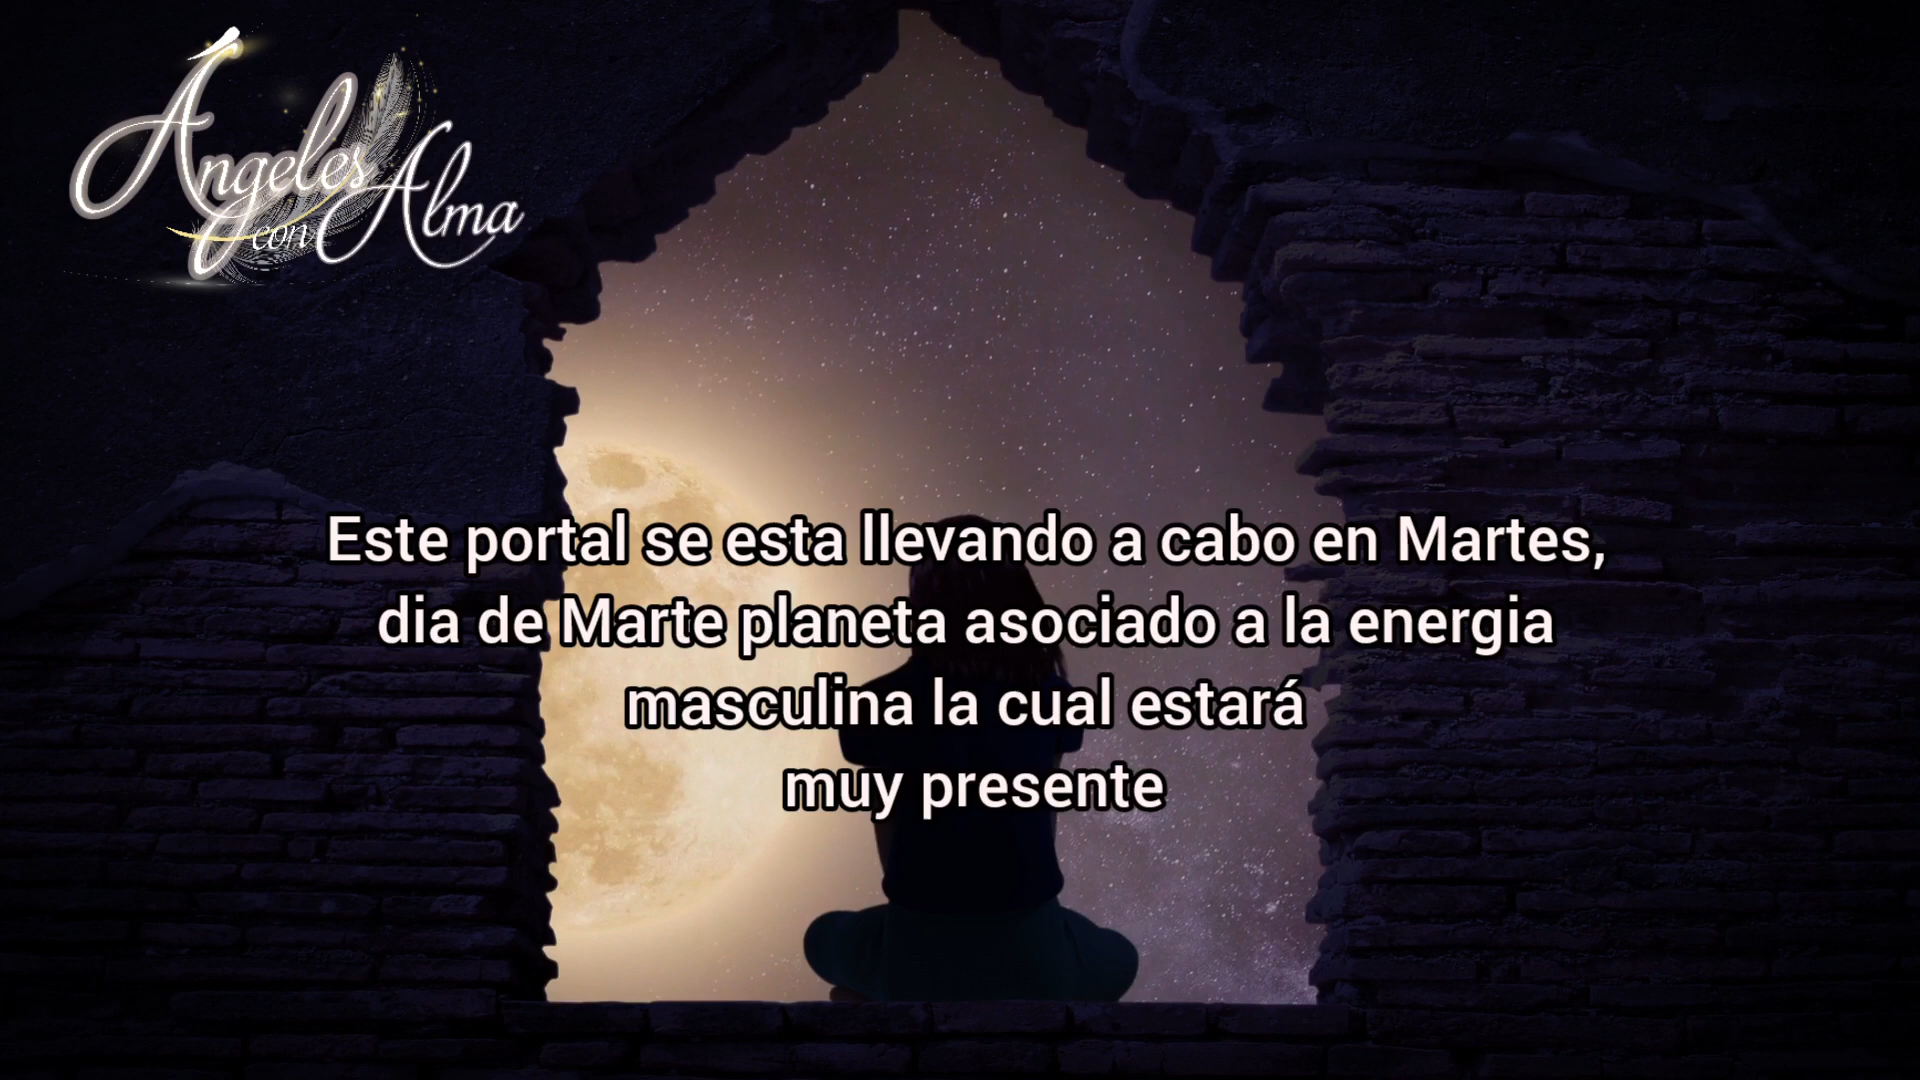 Ángeles
con Alma
Este portal se esta llevando a cabo en Martes,
dia de Marte planeta asociado a la energia
masculina la cual estará
muy presente